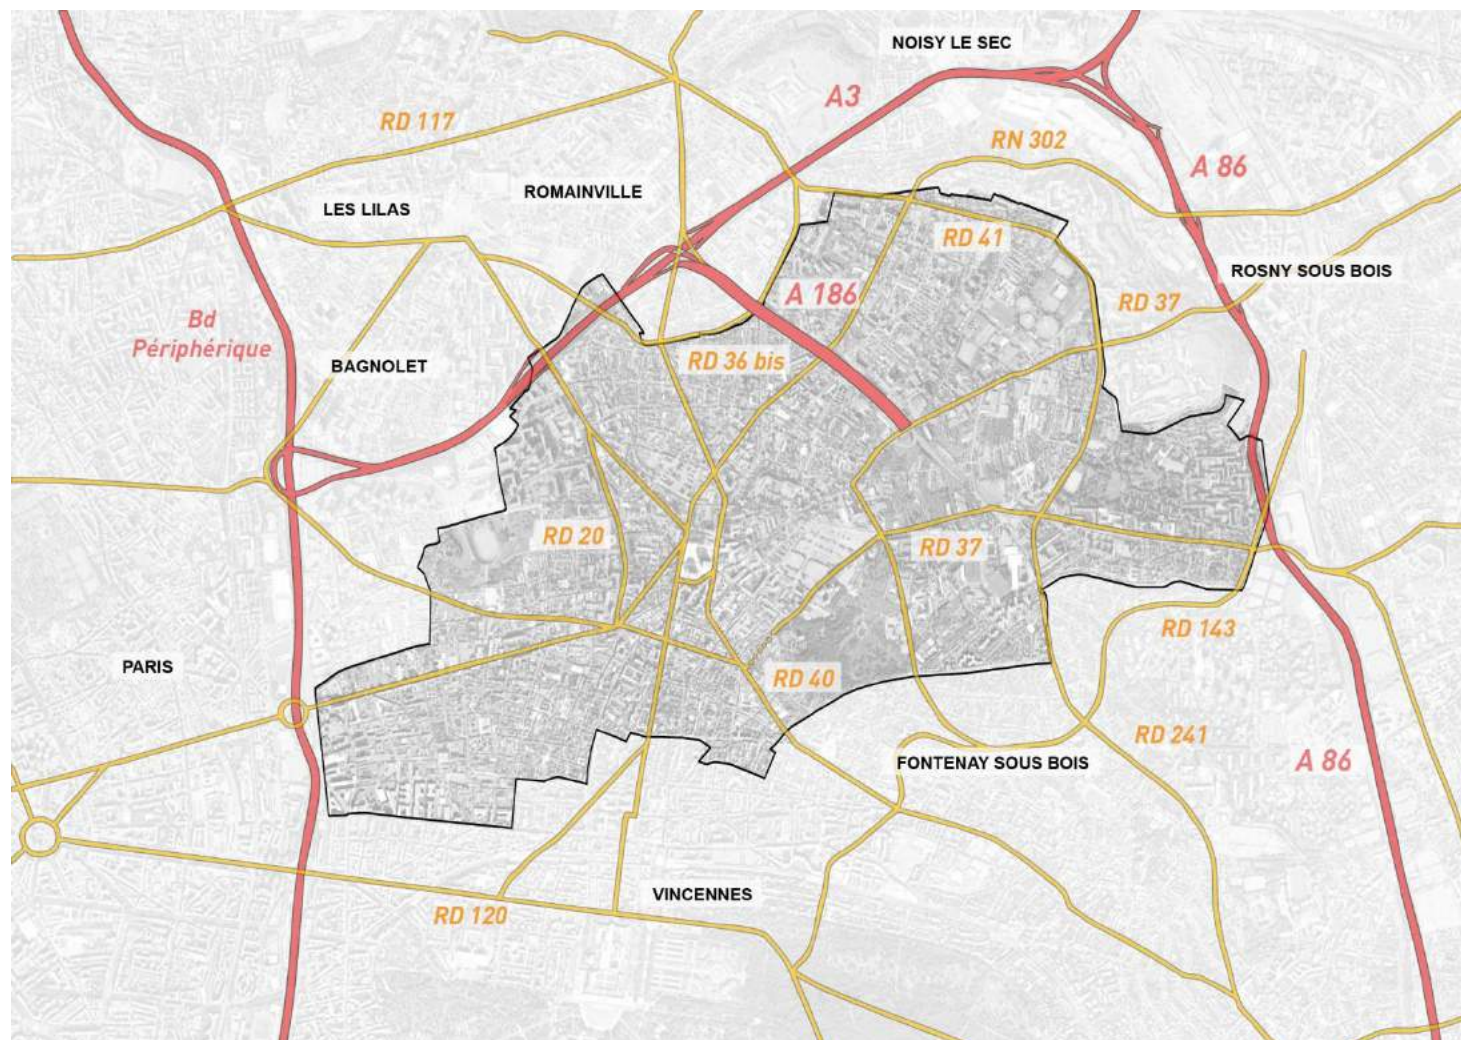 NOISY LE SEC
A3
RD 117
RN 302
A 86
ROMAINVILLE
LES LILAS
RD 41
ROSNY SOUS BOIS
A 186
RD 37
Bd
Périphérique
RD 36 bis
BAGNOLET
RD 20
RD 37
RD 143
PARIS
RD 40
RD 241
FONTENAY SOUS BOIS
A 86
VINCENNES
RD 120